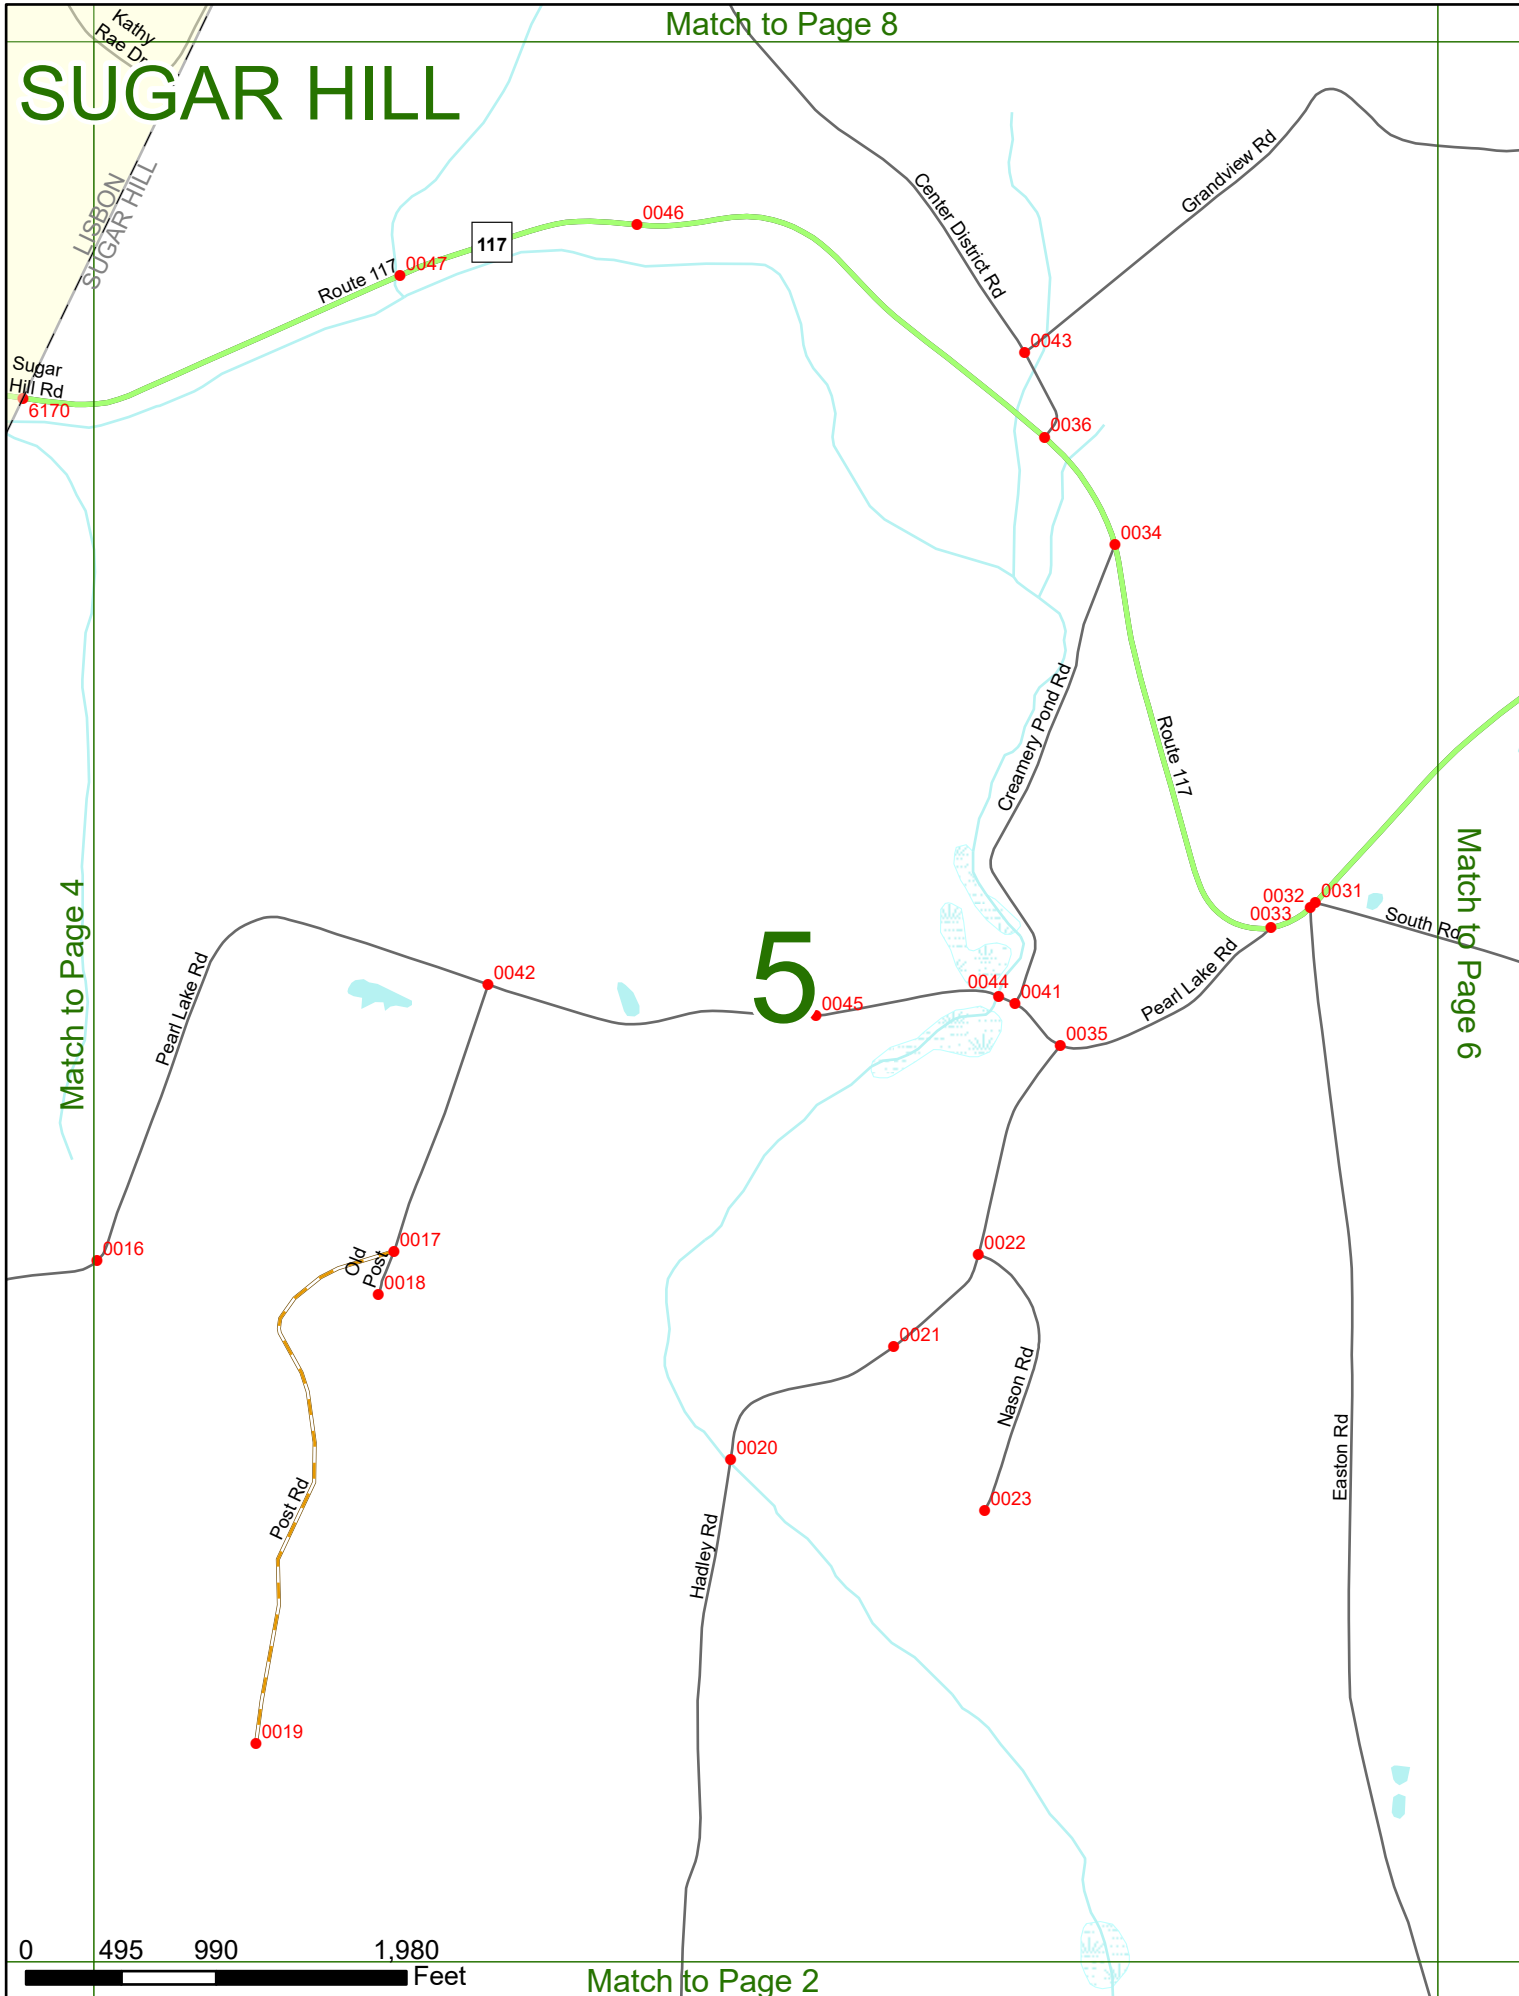 Match to Page 8
Kathy
Rae Dr
SUGAR HILL
LISBON
SUGAR HILL
Center District Rd
Grandview Rd
0046
117
0047
Route 117
0043
Sugar
Hill Rd
6170
0036
0034
Creamery Pond Rd
Route 117
Match to Page 4
Match to Page 6
0032
0031
0033
South Rd
Pearl Lake Rd
Pearl Lake Rd
0042
5
0045
0044
0041
0035
0016
0017
Old
Post
0018
0022
0021
Nason Rd
0020
0023
Post Rd
Hadley Rd
Easton Rd
0019
0 495 990 1,980
Feet
Match to Page 2